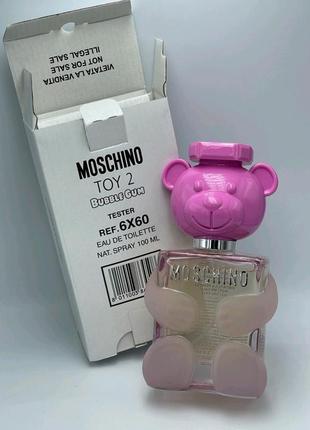 VIETATA LA VENDITA
NOT FOR SALE
ILLEGAL SALE
MOSCHINO
TOY 2
BUBBLE GUM
TESTER
REF.6X60
EAU DE TOILETTE
NAT. SPRAY 100 ML
MOSCHINO